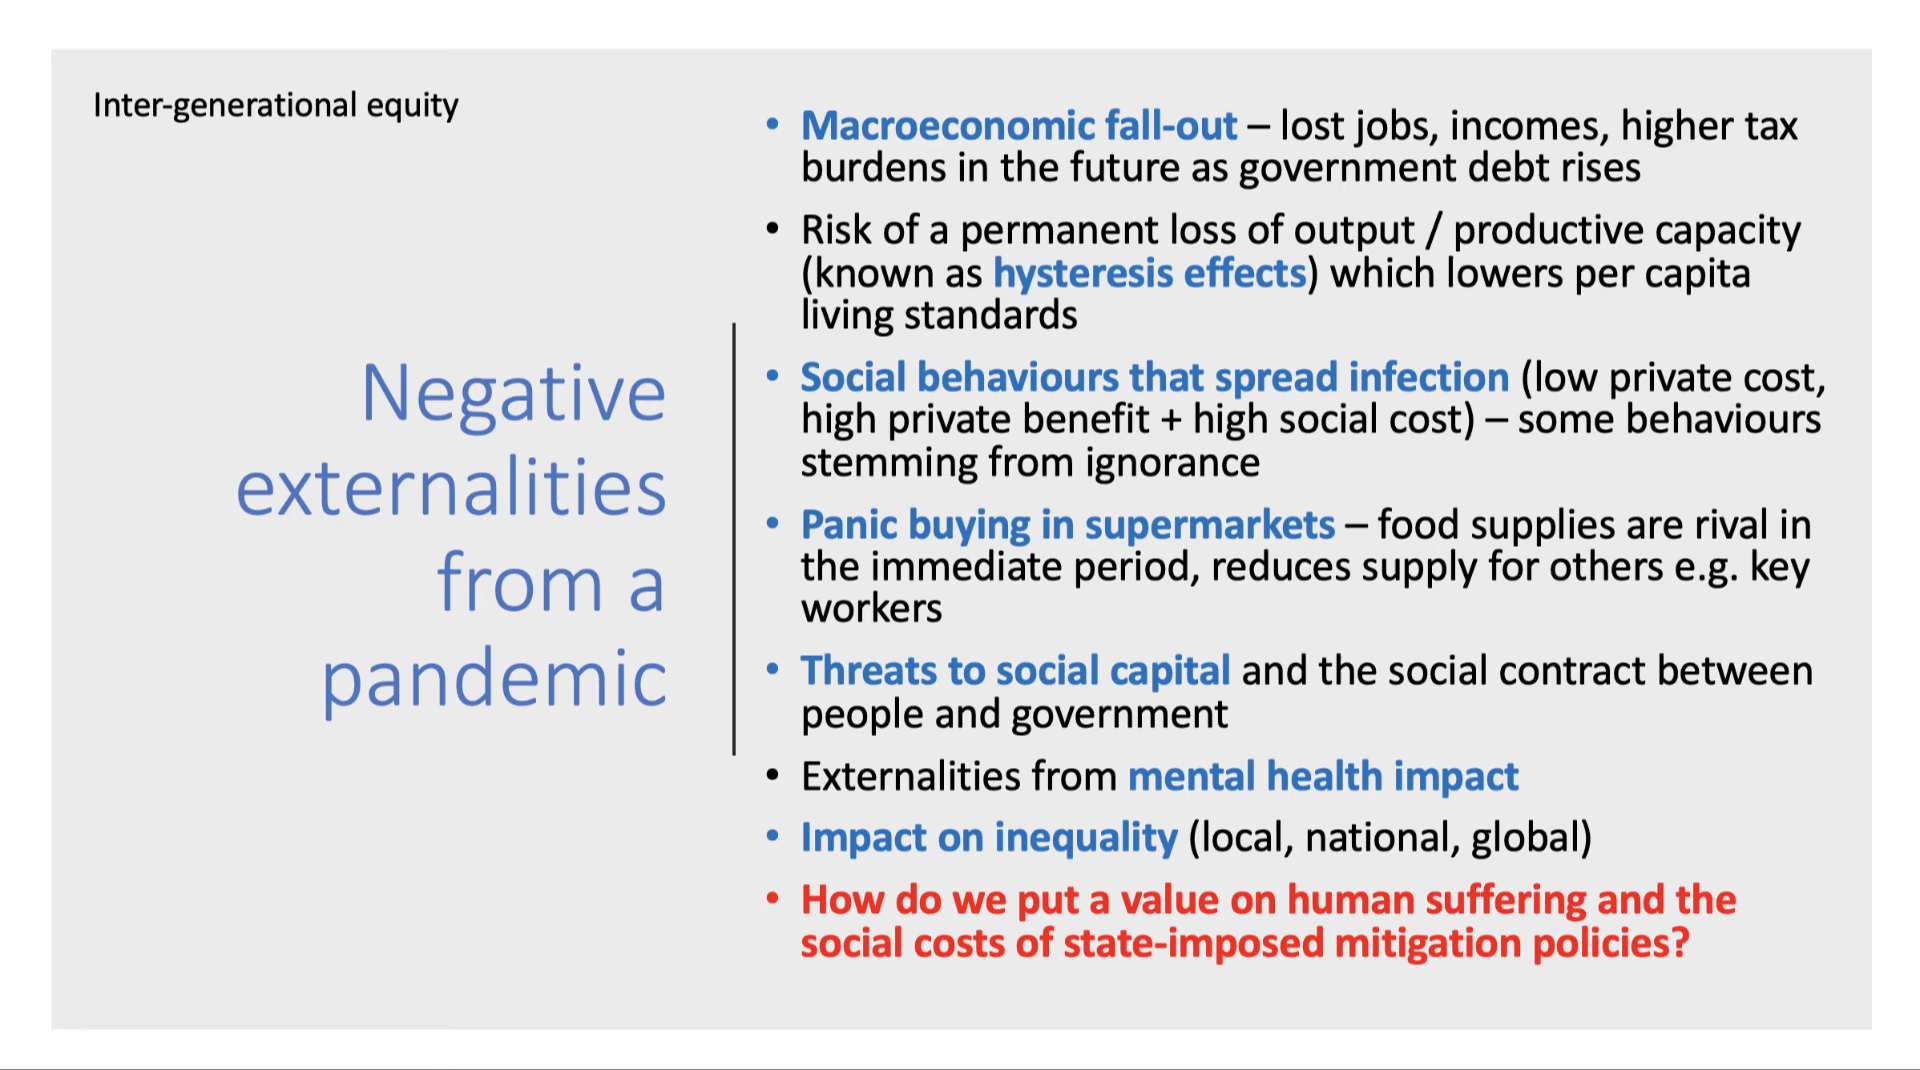 Inter-generational equity
Negative
externalities
from a
pandemic
• Macroeconomic fall-out – lost jobs, incomes, higher tax
burdens in the future as government debt rises
• Risk of a permanent loss of output / productive capacity
(known as hysteresis effects) which lowers per capita
living standards
• Social behaviours that spread infection (low private cost,
high private benefit + high social cost) – some behaviours
stemming from ignorance
• Panic buying in supermarkets – food supplies are rival in
the immediate period, reduces supply for others e.g. key
workers
• Threats to social capital and the social contract between
people and government
• Externalities from mental health impact
• Impact on inequality (local, national, global)
• How do we put a value on human suffering and the
social costs of state-imposed mitigation policies?